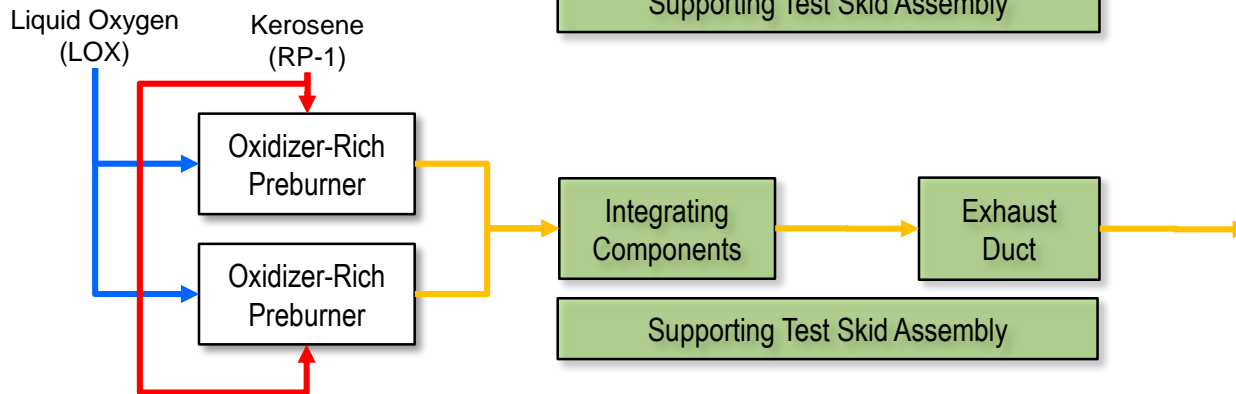 Supporting Test Skid Assembly
Liquid Oxygen
(LOX)
Kerosene
(RP-1)
Oxidizer-Rich
Preburner
Integrating
Components
Exhaust
Duct
Oxidizer-Rich
Preburner
Supporting Test Skid Assembly